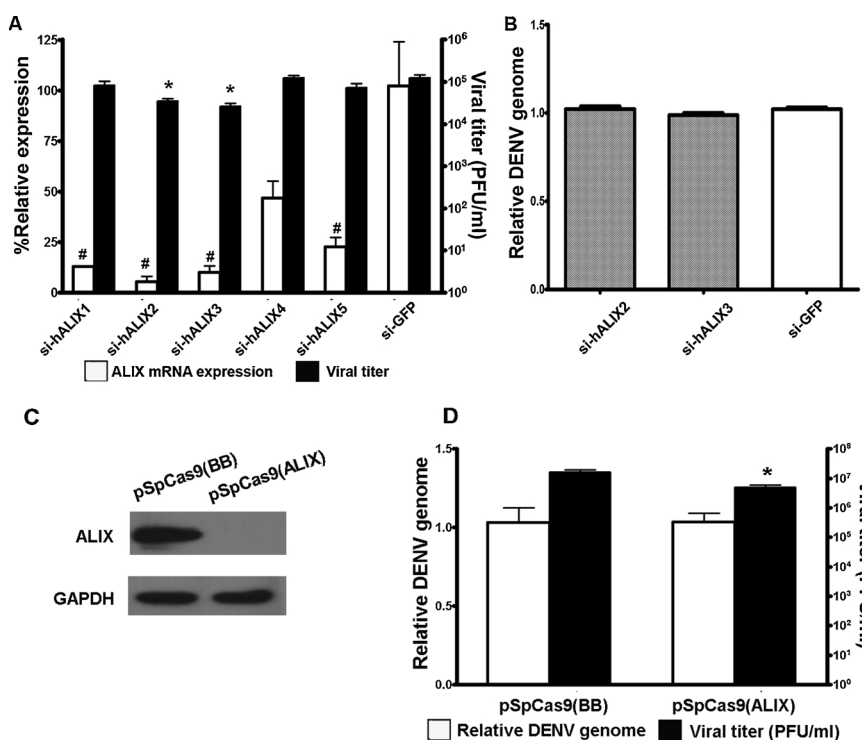 A
%Relative expression
125
100
75
50
25
0
10⁶
10⁵
10⁴
10³
10²
10¹
10⁰
Viral titer (PFU/ml)
#
*
#
*
#
#
si-hALIX1
si-hALIX2
si-hALIX3
si-hALIX4
si-hALIX5
si-GFP
ALIX mRNA expression
Viral titer
B
Relative DENV genome
1.5
1.0
0.5
0.0
si-hALIX2
si-hALIX3
si-GFP
C
pSpCas9(BB)
pSpCas9(ALIX)
ALIX
GAPDH
D
Relative DENV genome
1.5
1.0
0.5
0.0
*
10⁸
10⁷
10⁶
10⁵
10⁴
10³
10²
10¹
10⁰
pSpCas9(BB)
pSpCas9(ALIX)
Relative DENV genome
Viral titer (PFU/ml)